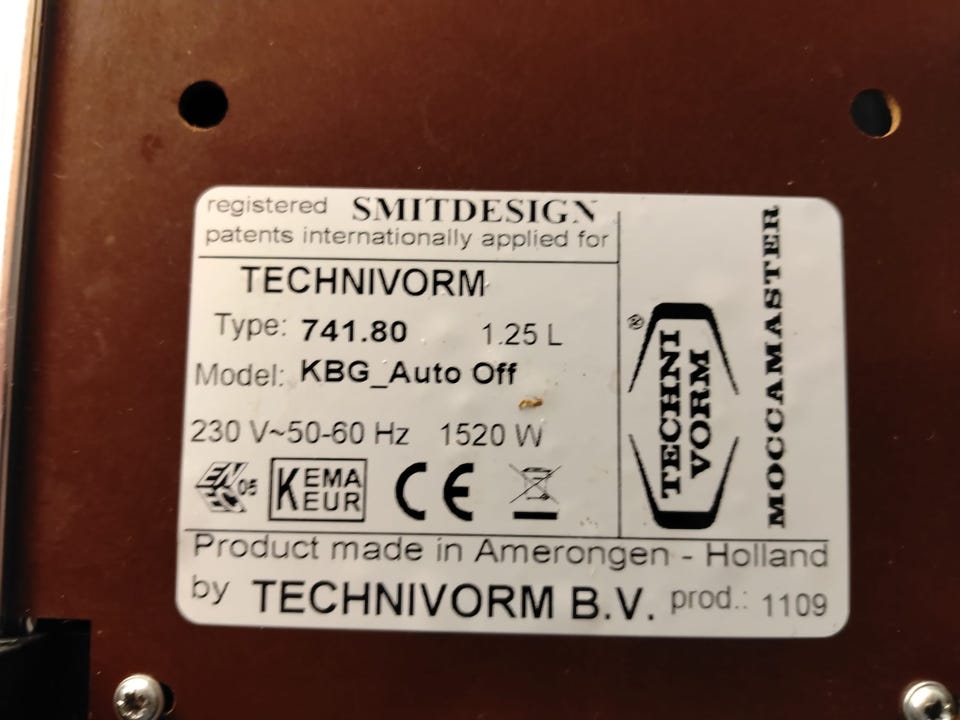 registered SMITDESIGN
patents internationally applied for
TECHNIVORM
Type: 741.80 1.25 L
Model: KBG_Auto Off
230 V~50-60 Hz 1520 W
EN EC 05 KEMA KEUR CE
Product made in Amerongen - Holland
by TECHNIVORM B.V. prod.: 1109
® TECHNI
VORM
MOCCAMASTER